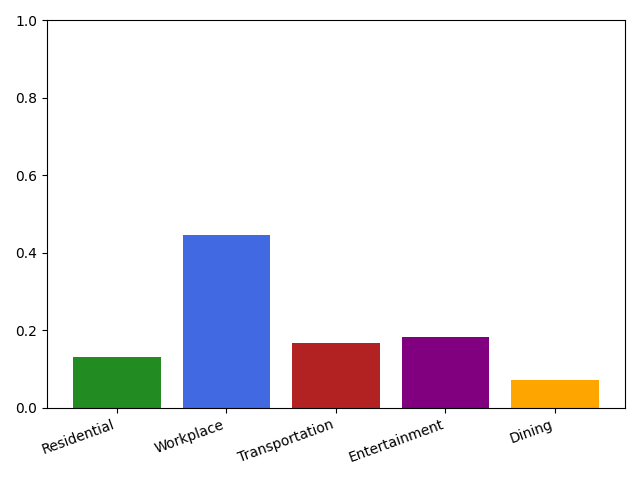 1.0
0.8
0.6
0.4
0.2
0.0
Residential
Workplace
Transportation
Entertainment
Dining